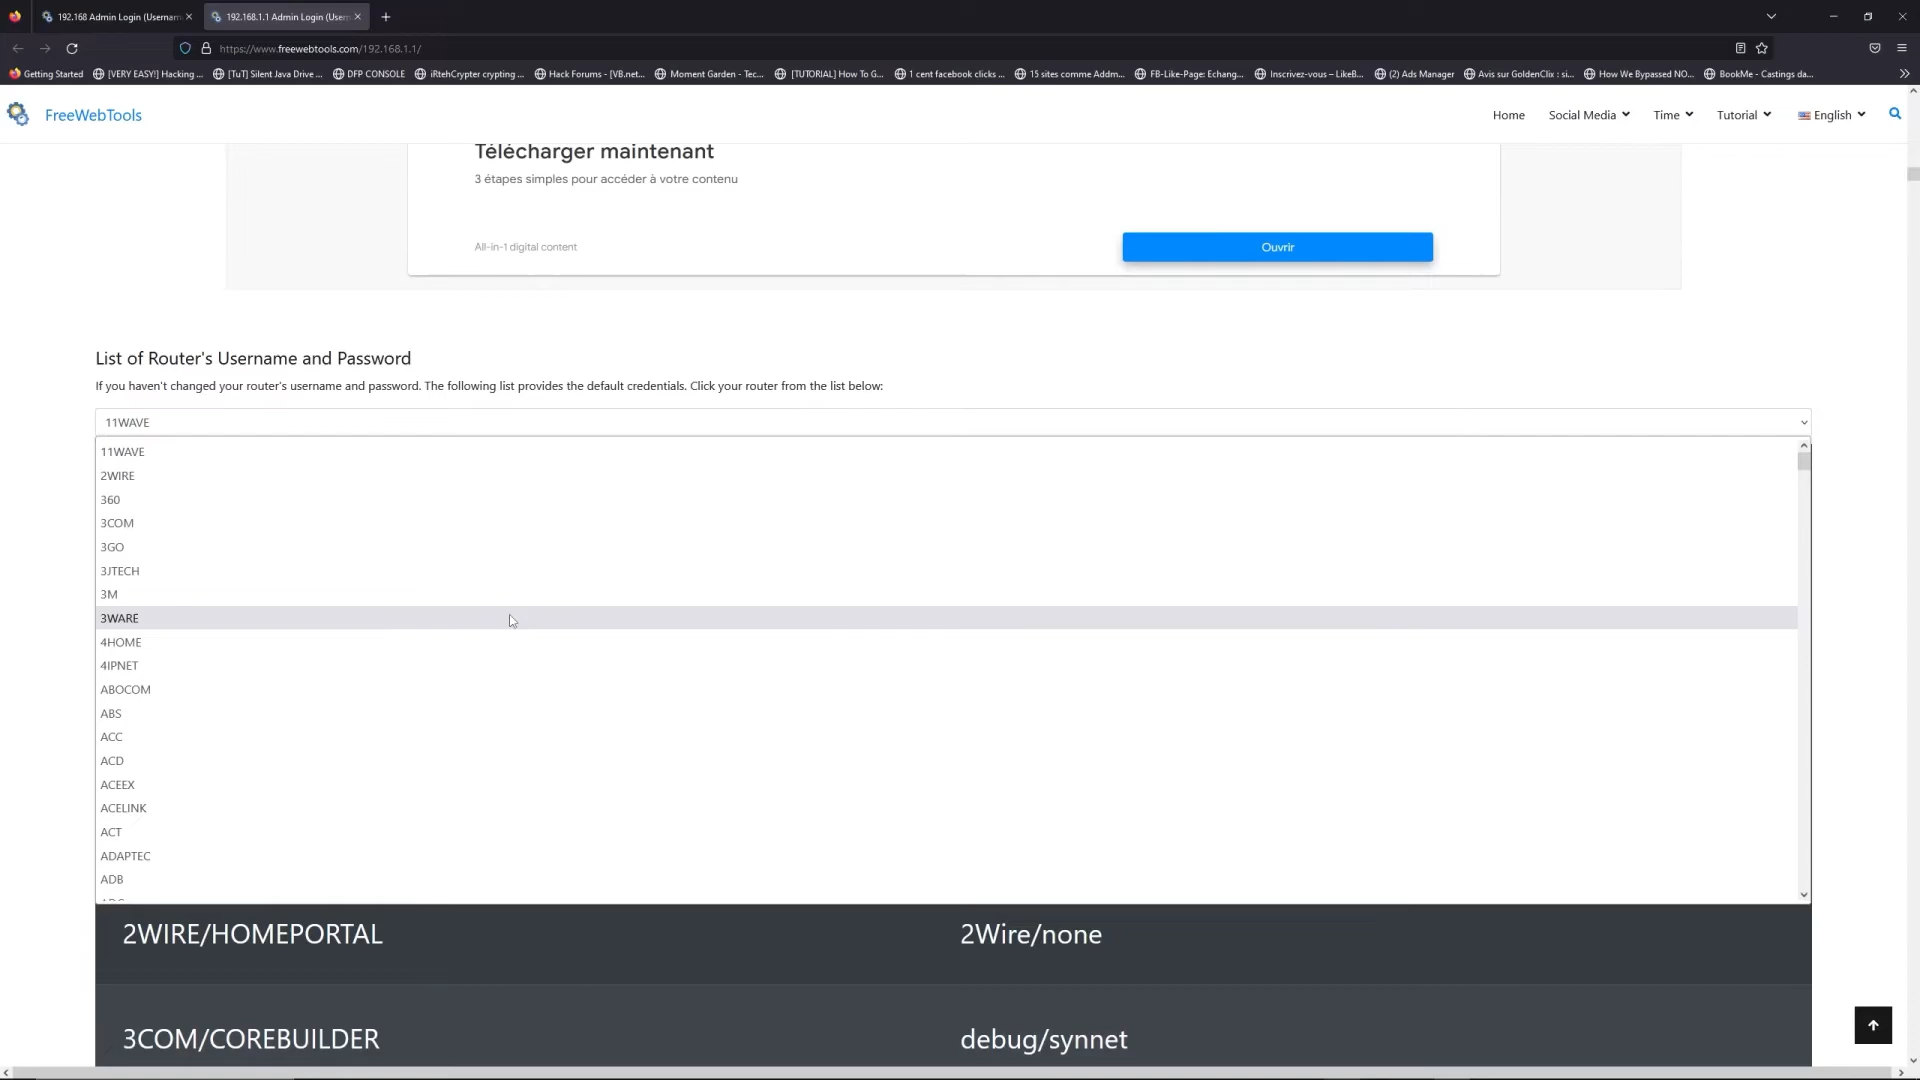 192.168 Admin Login (Usernam
192.168.1.1 Admin Login (User
https://www.freewebtools.com/192.168.1.1/
Getting Started
[VERY EASY!] Hacking ...
[TuT] Silent Java Drive ...
DFP CONSOLE
iRtehCrypter crypting ...
Hack Forums - [VB.net...
Moment Garden - Tec...
[TUTORIAL] How To G...
1 cent facebook clicks ...
15 sites comme Addm...
FB-Like-Page: Echang...
Inscrivez-vous – LikeB...
(2) Ads Manager
Avis sur GoldenClix : si...
How We Bypassed NO...
BookMe - Castings da...
FreeWebTools
Home
Social Media
Time
Tutorial
English
Télécharger maintenant
3 étapes simples pour accéder à votre contenu
All-in-1 digital content
Ouvrir
List of Router's Username and Password
If you haven't changed your router's username and password. The following list provides the default credentials. Click your router from the list below:
11WAVE
11WAVE
2WIRE
360
3COM
3GO
3JTECH
3M
3WARE
4HOME
4IPNET
ABOCOM
ABS
ACC
ACD
ACEEX
ACELINK
ACT
ADAPTEC
ADB
2WIRE/HOMEPORTAL
2Wire/none
3COM/COREBUILDER
debug/synnet